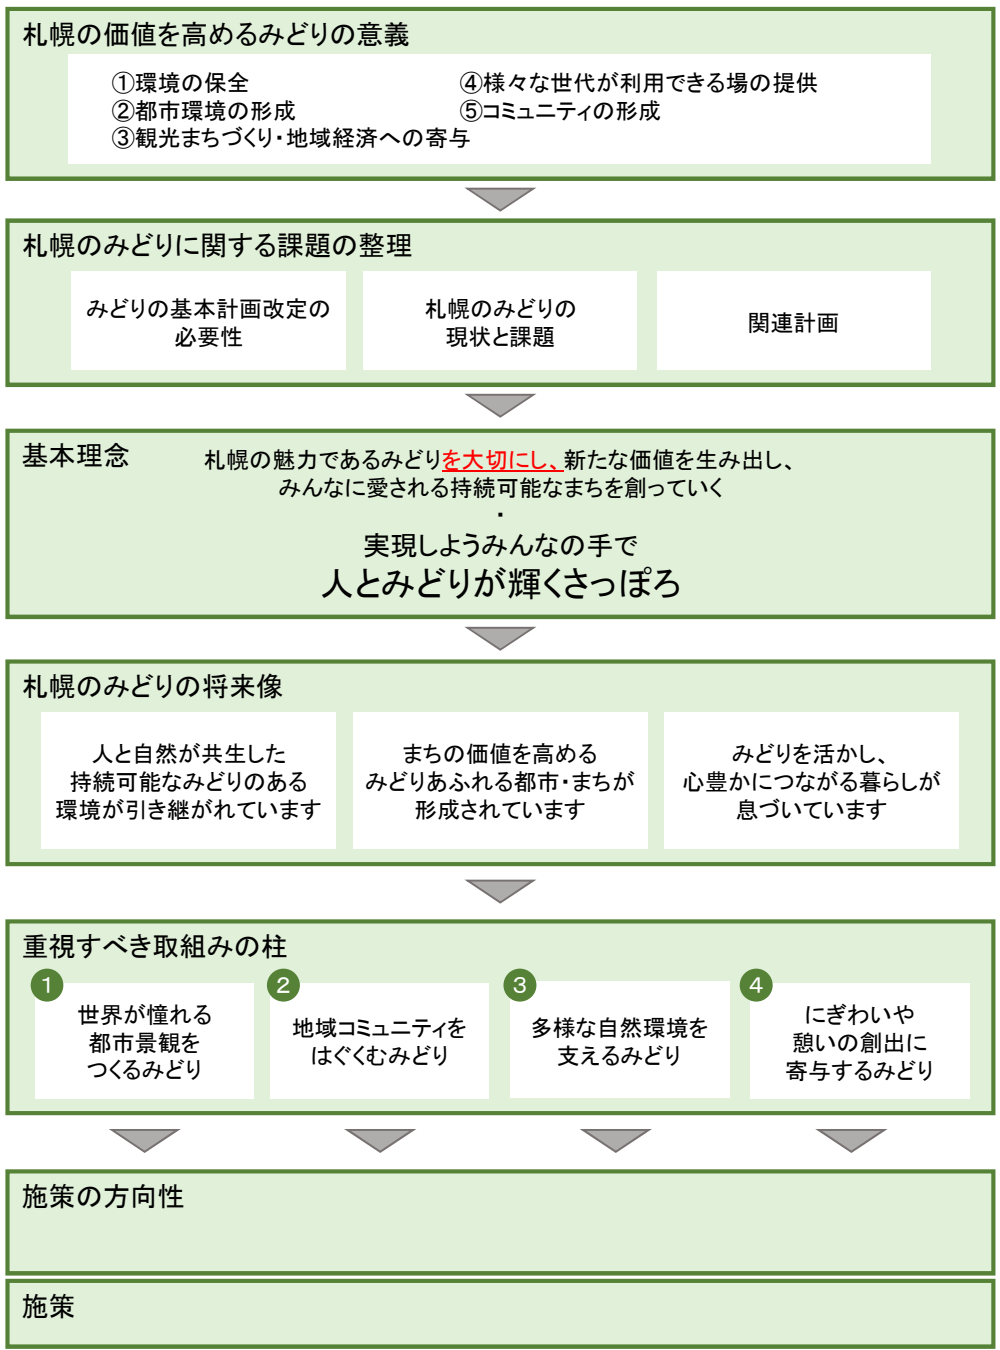 札幌の価値を高めるみどりの意義
①環境の保全
④様々な世代が利用できる場の提供
②都市環境の形成
⑤コミュニティの形成
③観光まちづくり・地域経済への寄与
札幌のみどりに関する課題の整理
みどりの基本計画改定の
必要性
札幌のみどりの
現状と課題
関連計画
基本理念
札幌の魅力であるみどりを大切にし、新たな価値を生み出し、
みんなに愛される持続可能なまちを創っていく
・
実現しようみんなの手で
人とみどりが輝くさっぽろ
札幌のみどりの将来像
人と自然が共生した
持続可能なみどりのある
環境が引き継がれています
まちの価値を高める
みどりあふれる都市・まちが
形成されています
みどりを活かし、
心豊かにつながる暮らしが
息づいています
重視すべき取組みの柱
1
世界が憧れる
都市景観を
つくるみどり
2
地域コミュニティを
はぐくむみどり
3
多様な自然環境を
支えるみどり
4
にぎわいや
憩いの創出に
寄与するみどり
施策の方向性
施策